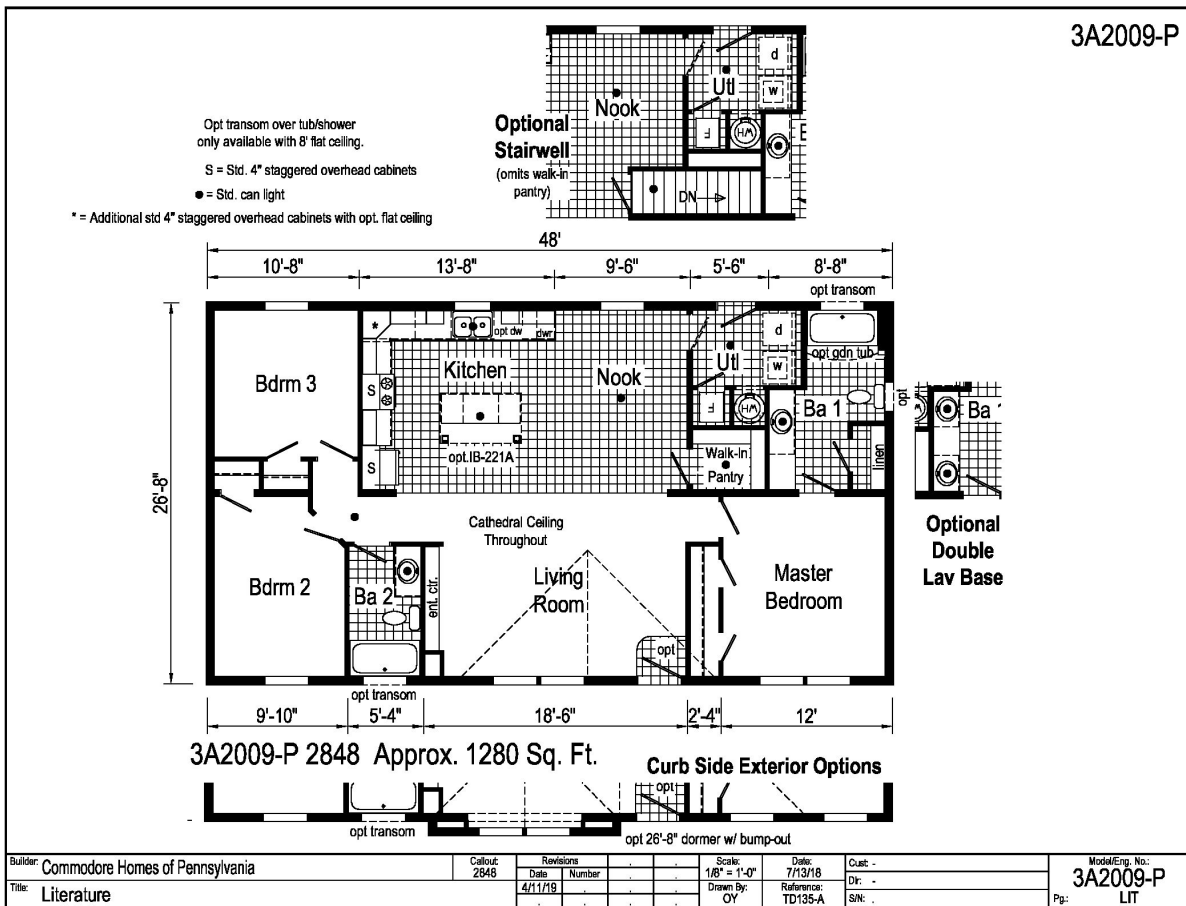 3A2009-P
Opt transom over tub/shower
only available with 8' flat ceiling.
S = Std. 4" staggered overhead cabinets
● = Std. can light
* = Additional std 4" staggered overhead cabinets with opt. flat ceiling
Optional
Stairwell
(omits walk-in
pantry)
Nook
Utl
d
w
F
WH
DN
48'
10'-8"
13'-8"
9'-6"
5'-6"
8'-8"
opt transom
26'-8"
Bdrm 3
*
opt dw
dwr
S
Kitchen
Nook
opt.IB-221A
S
Utl
d
w
F
WH
opt gdn tub
Ba 1
opt
linen
Walk-in
Pantry
Ba 1
Optional
Double
Lav Base
Cathedral Ceiling
Throughout
Bdrm 2
Ba 2
ent. ctr.
Living
Room
opt
Master
Bedroom
opt transom
9'-10"
5'-4"
18'-6"
2'-4"
12'
3A2009-P 2848 Approx. 1280 Sq. Ft.
Curb Side Exterior Options
opt
opt transom
opt 26'-8" dormer w/ bump-out
Builder: Commodore Homes of Pennsylvania
Title: Literature
Callout:
2848
Revisions
Date Number
4/11/19
Scale:
1/8" = 1'-0"
Drawn By:
OY
Date:
7/13/18
Reference:
TD135-A
Cust: -
Dlr: -
S/N: .
Model/Eng. No.:
3A2009-P
Pg.: LIT